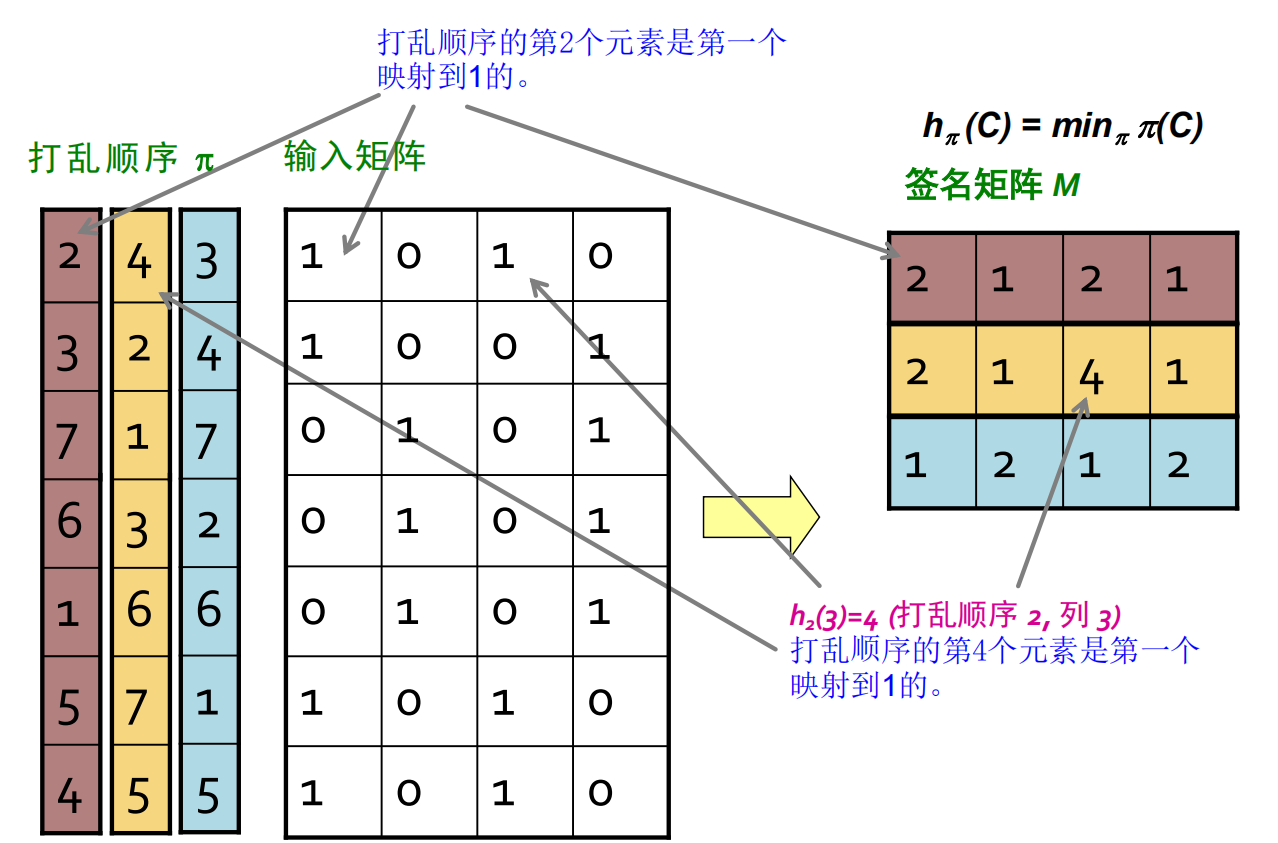 打乱顺序的第2个元素是第一个
映射到1的。
hπ (C) = minπ π(C)
打乱顺序 π
输入矩阵
签名矩阵 M
2 4 3
3 2 4
7 1 7
6 3 2
1 6 6
5 7 1
4 5 5
1 0 1 0
1 0 0 1
0 1 0 1
0 1 0 1
0 1 0 1
1 0 1 0
1 0 1 0
2 1 2 1
2 1 4 1
1 2 1 2
h2(3)=4 (打乱顺序 2, 列 3)
打乱顺序的第4个元素是第一个
映射到1的。